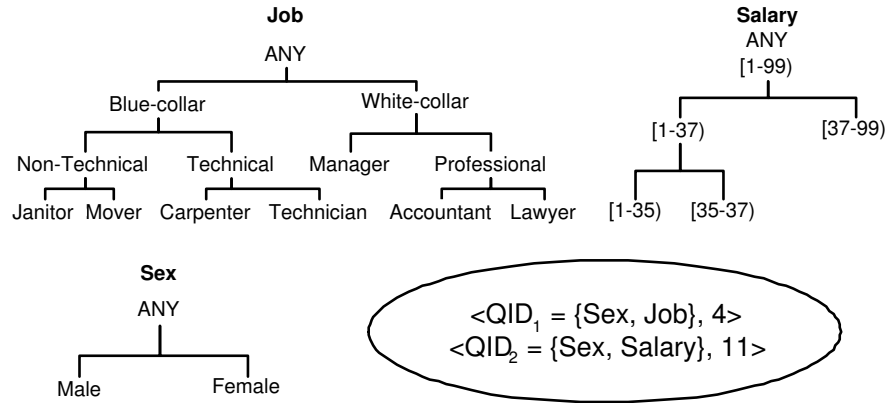 Job
ANY
Blue-collar White-collar
Non-Technical Technical Manager Professional
Janitor Mover Carpenter Technician Accountant Lawyer
Salary
ANY
[1-99)
[1-37) [37-99)
[1-35) [35-37)
Sex
ANY
Male Female
<QID1 = {Sex, Job}, 4>
<QID2 = {Sex, Salary}, 11>